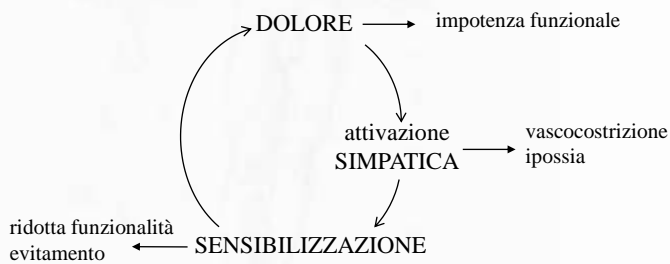 DOLORE
impotenza funzionale
attivazione
SIMPATICA
vascocostrizione
ipossia
ridotta funzionalità
evitamento
SENSIBILIZZAZIONE